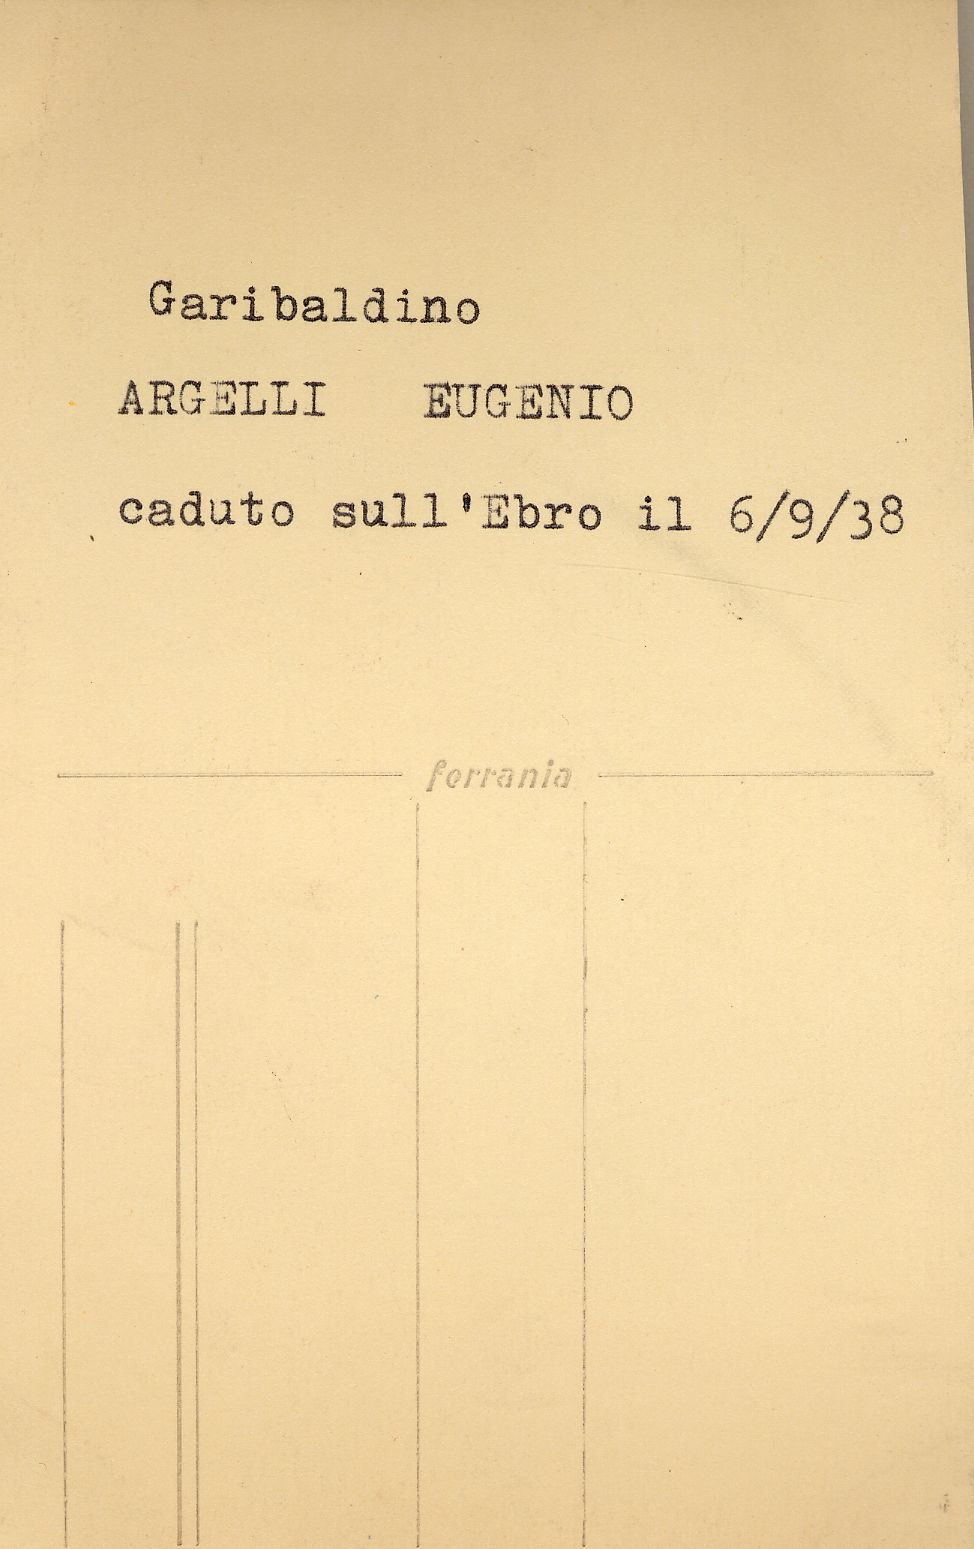 Garibaldino
ARGELLI EUGENIO
caduto sull'Ebro il 6/9/38
ferrania